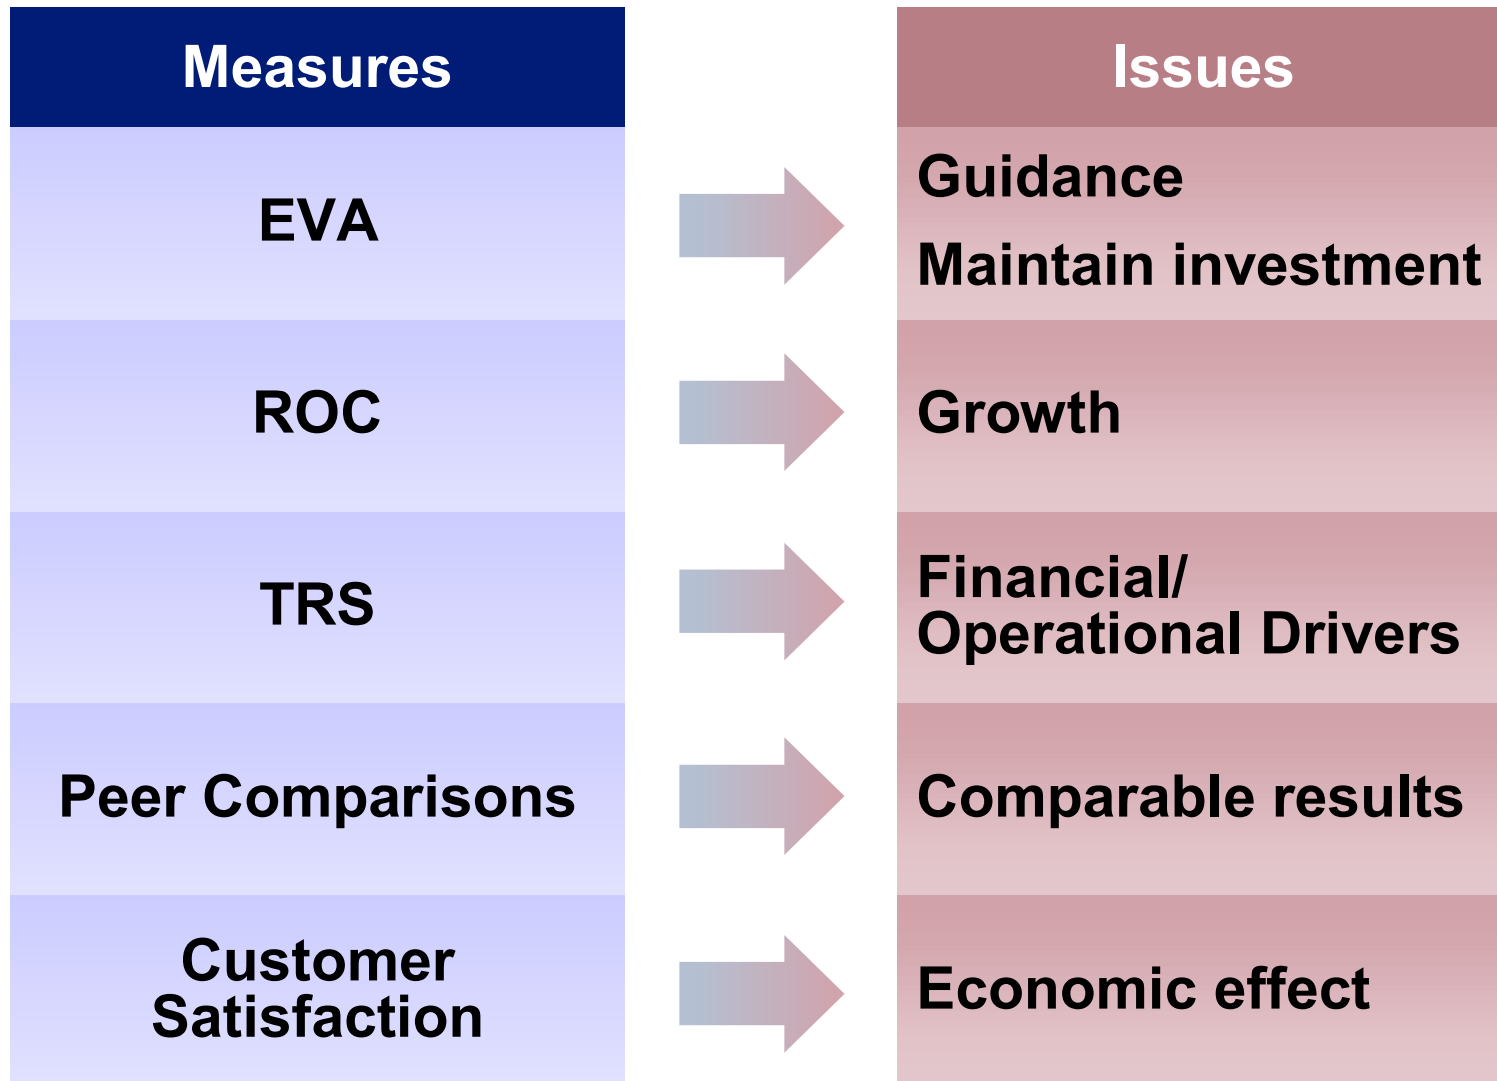 Measures
Issues
EVA
Guidance
Maintain investment
ROC
Growth
TRS
Financial/
Operational Drivers
Peer Comparisons
Comparable results
Customer
Satisfaction
Economic effect